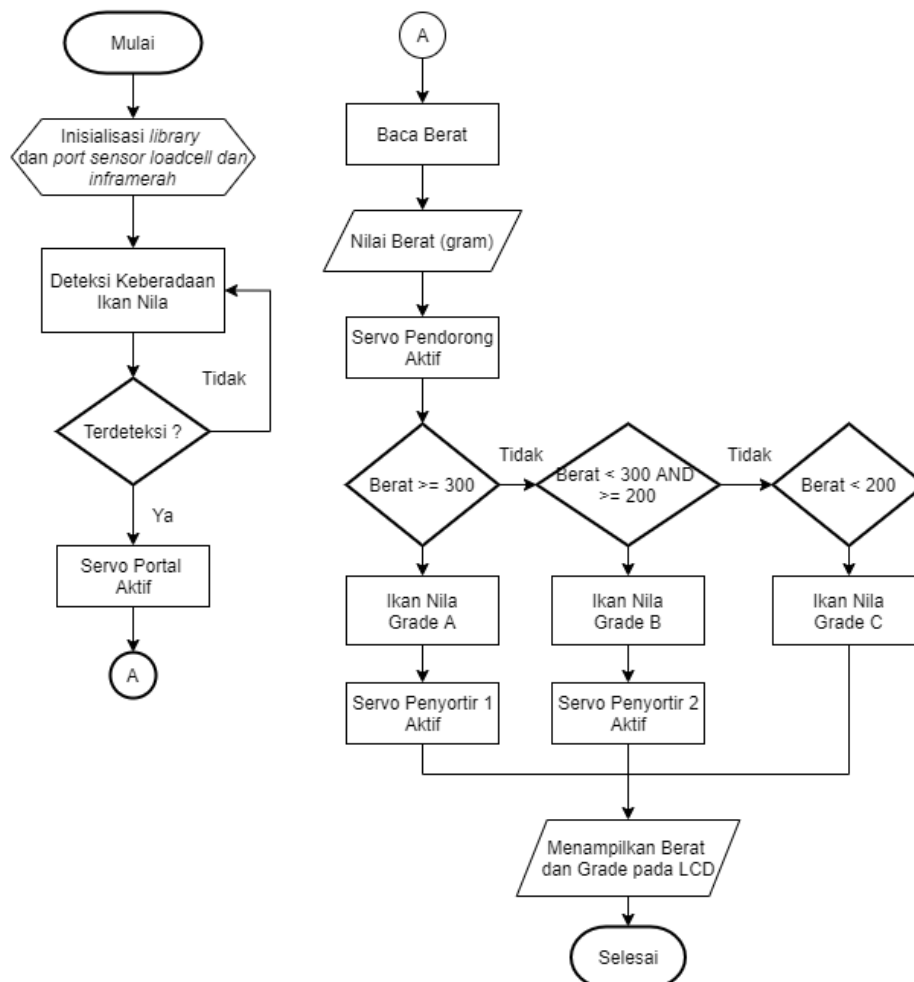 Mulai
Inisialisasi library
dan port sensor loadcell dan
inframerah
Deteksi Keberadaan
Ikan Nila
Tidak
Terdeteksi ?
Ya
Servo Portal
Aktif
A
A
Baca Berat
Nilai Berat (gram)
Servo Pendorong
Aktif
Berat >= 300
Tidak
Berat < 300 AND
>= 200
Tidak
Berat < 200
Ikan Nila
Grade A
Ikan Nila
Grade B
Ikan Nila
Grade C
Servo Penyortir 1
Aktif
Servo Penyortir 2
Aktif
Menampilkan Berat
dan Grade pada LCD
Selesai